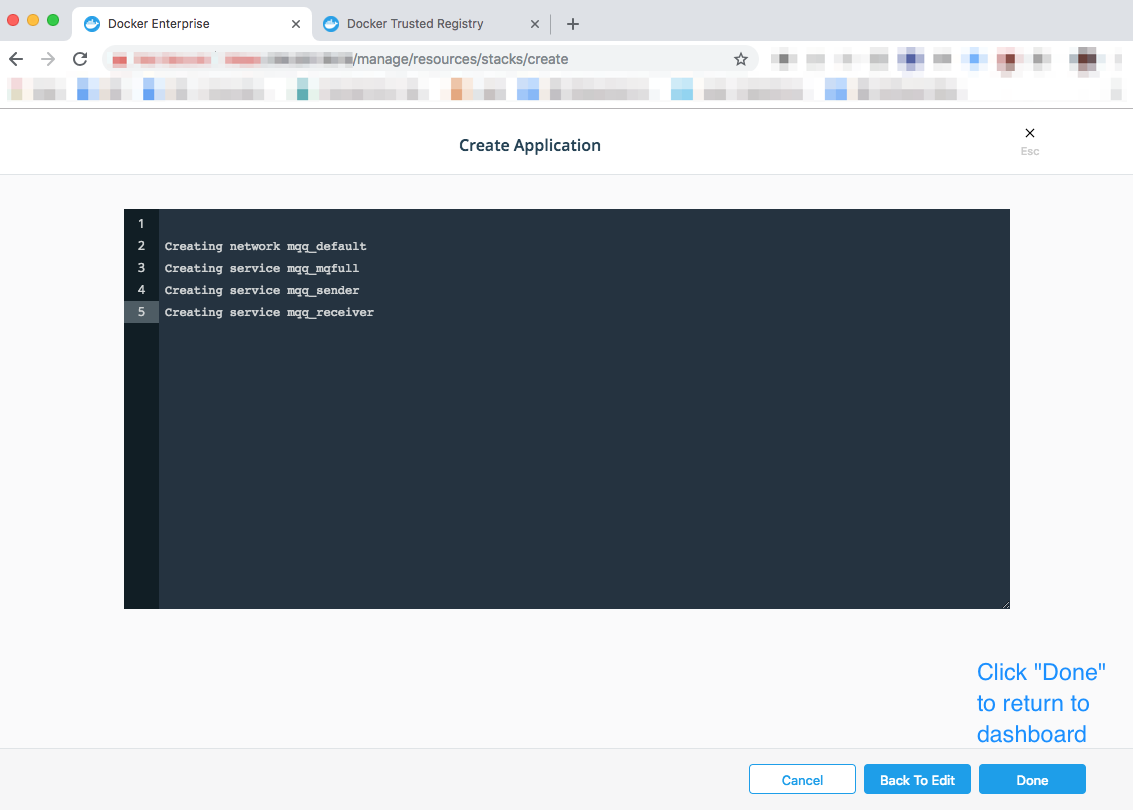 Docker Enterprise
Docker Trusted Registry
/manage/resources/stacks/create
Create Application
Esc
1
2 Creating network mqq_default
3 Creating service mqq_mqfull
4 Creating service mqq_sender
5 Creating service mqq_receiver
Click "Done"
to return to
dashboard
Cancel
Back To Edit
Done